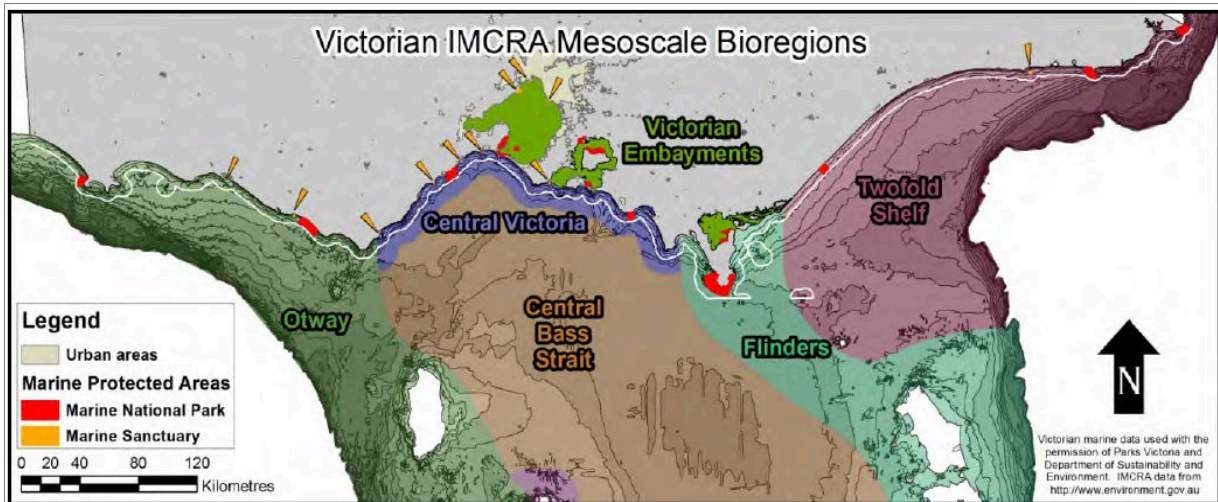 Victorian IMCRA Mesoscale Bioregions
Victorian
Embayments
Twofold
Shelf
Central Victoria
Otway
Central
Bass
Strait
Flinders
Legend
Urban areas
Marine Protected Areas
Marine National Park
Marine Sanctuary
0 20 40 80 120
Kilometres
N
Victorian marine data used with the
permission of Parks Victoria and
Department of Sustainability and
Environment. IMCRA data from
http://www.environment.gov.au